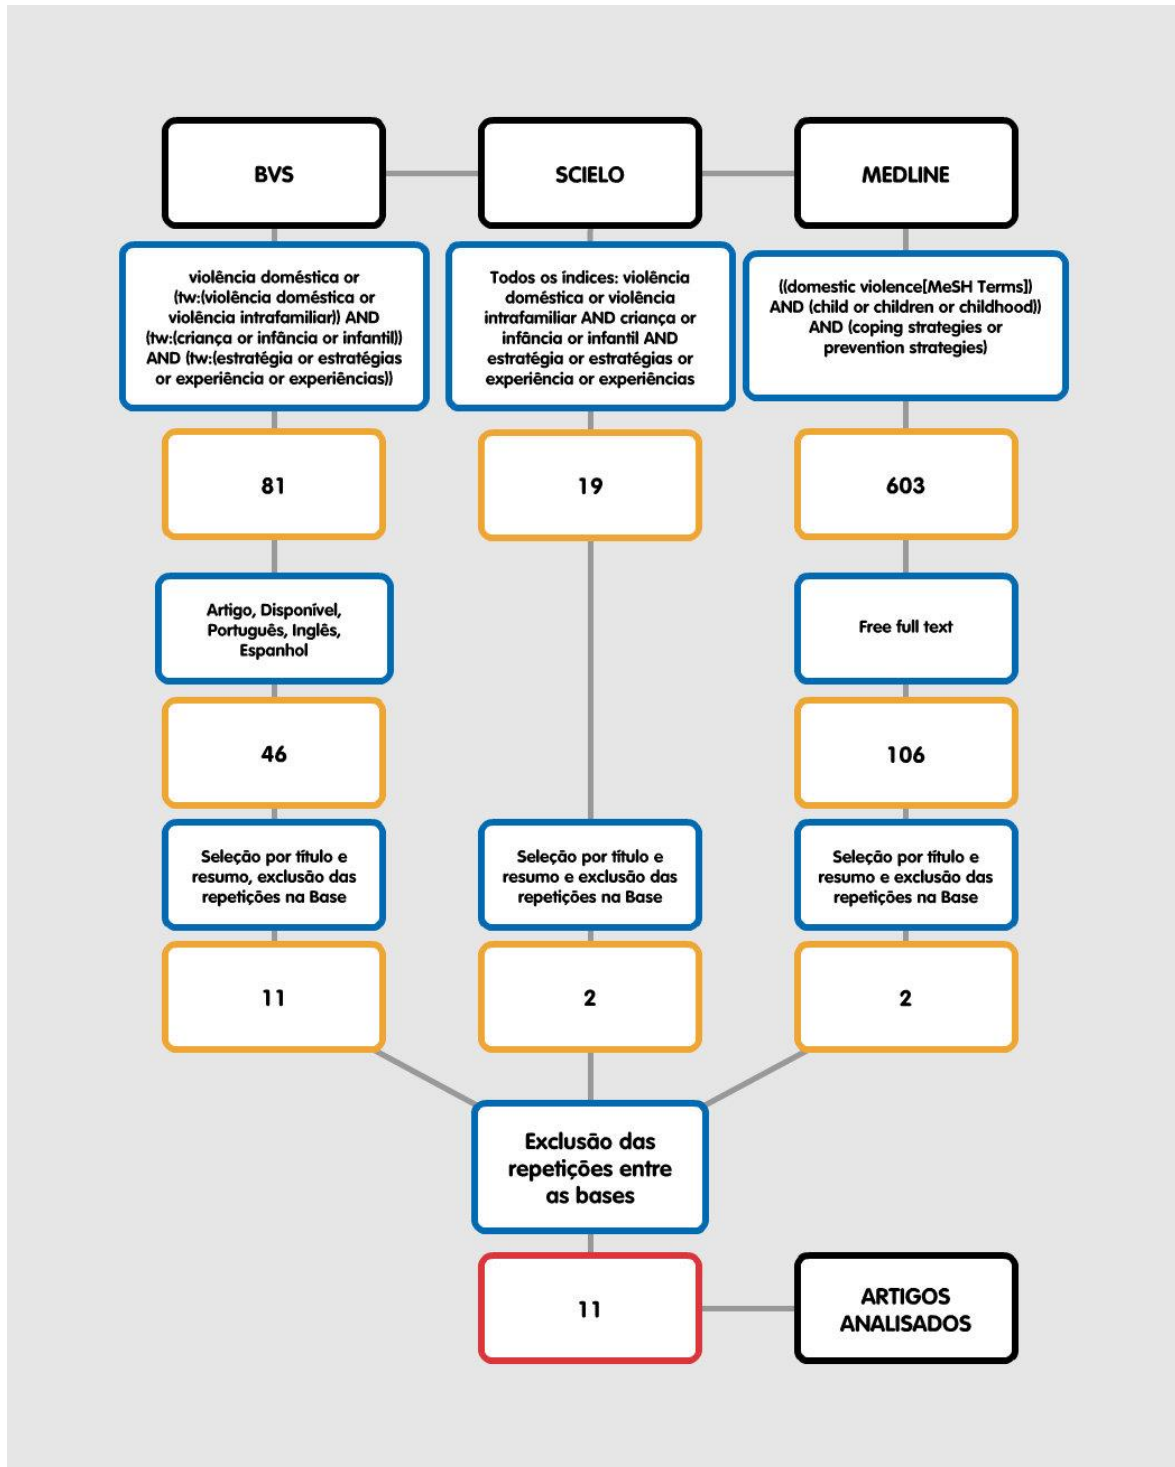 BVS
SCIELO
MEDLINE
violência doméstica or
(tw:(violência doméstica or
violência intrafamiliar)) AND
(tw:(criança or infância or infantil))
AND (tw:(estratégia or estratégias
or experiência or experiências))
Todos os índices: violência
doméstica or violência
intrafamiliar AND criança or
infância or infantil AND
estratégia or estratégias or
experiência or experiências
((domestic violence[MeSH Terms])
AND (child or children or childhood))
AND (coping strategies or
prevention strategies)
81
19
603
Artigo, Disponível,
Português, Inglês,
Espanhol
Free full text
46
106
Seleção por título e
resumo, exclusão das
repetições na Base
Seleção por título e
resumo e exclusão das
repetições na Base
Seleção por título e
resumo e exclusão das
repetições na Base
11
2
2
Exclusão das
repetições entre
as bases
11
ARTIGOS
ANALISADOS